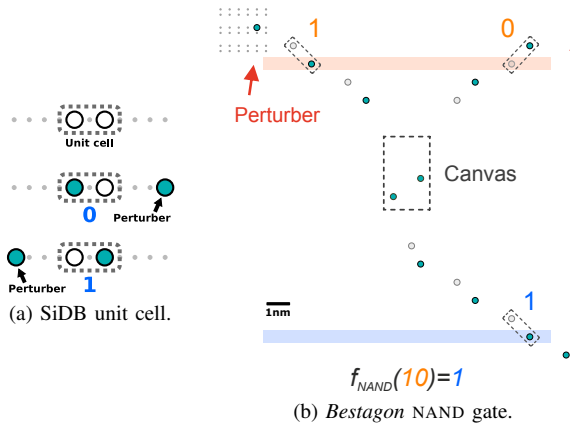 Unit cell
0
Perturber
Perturber
1
(a) SiDB unit cell.
1
0
Perturber
Canvas
1
1nm
f_NAND(10)=1
(b) Bestagon NAND gate.